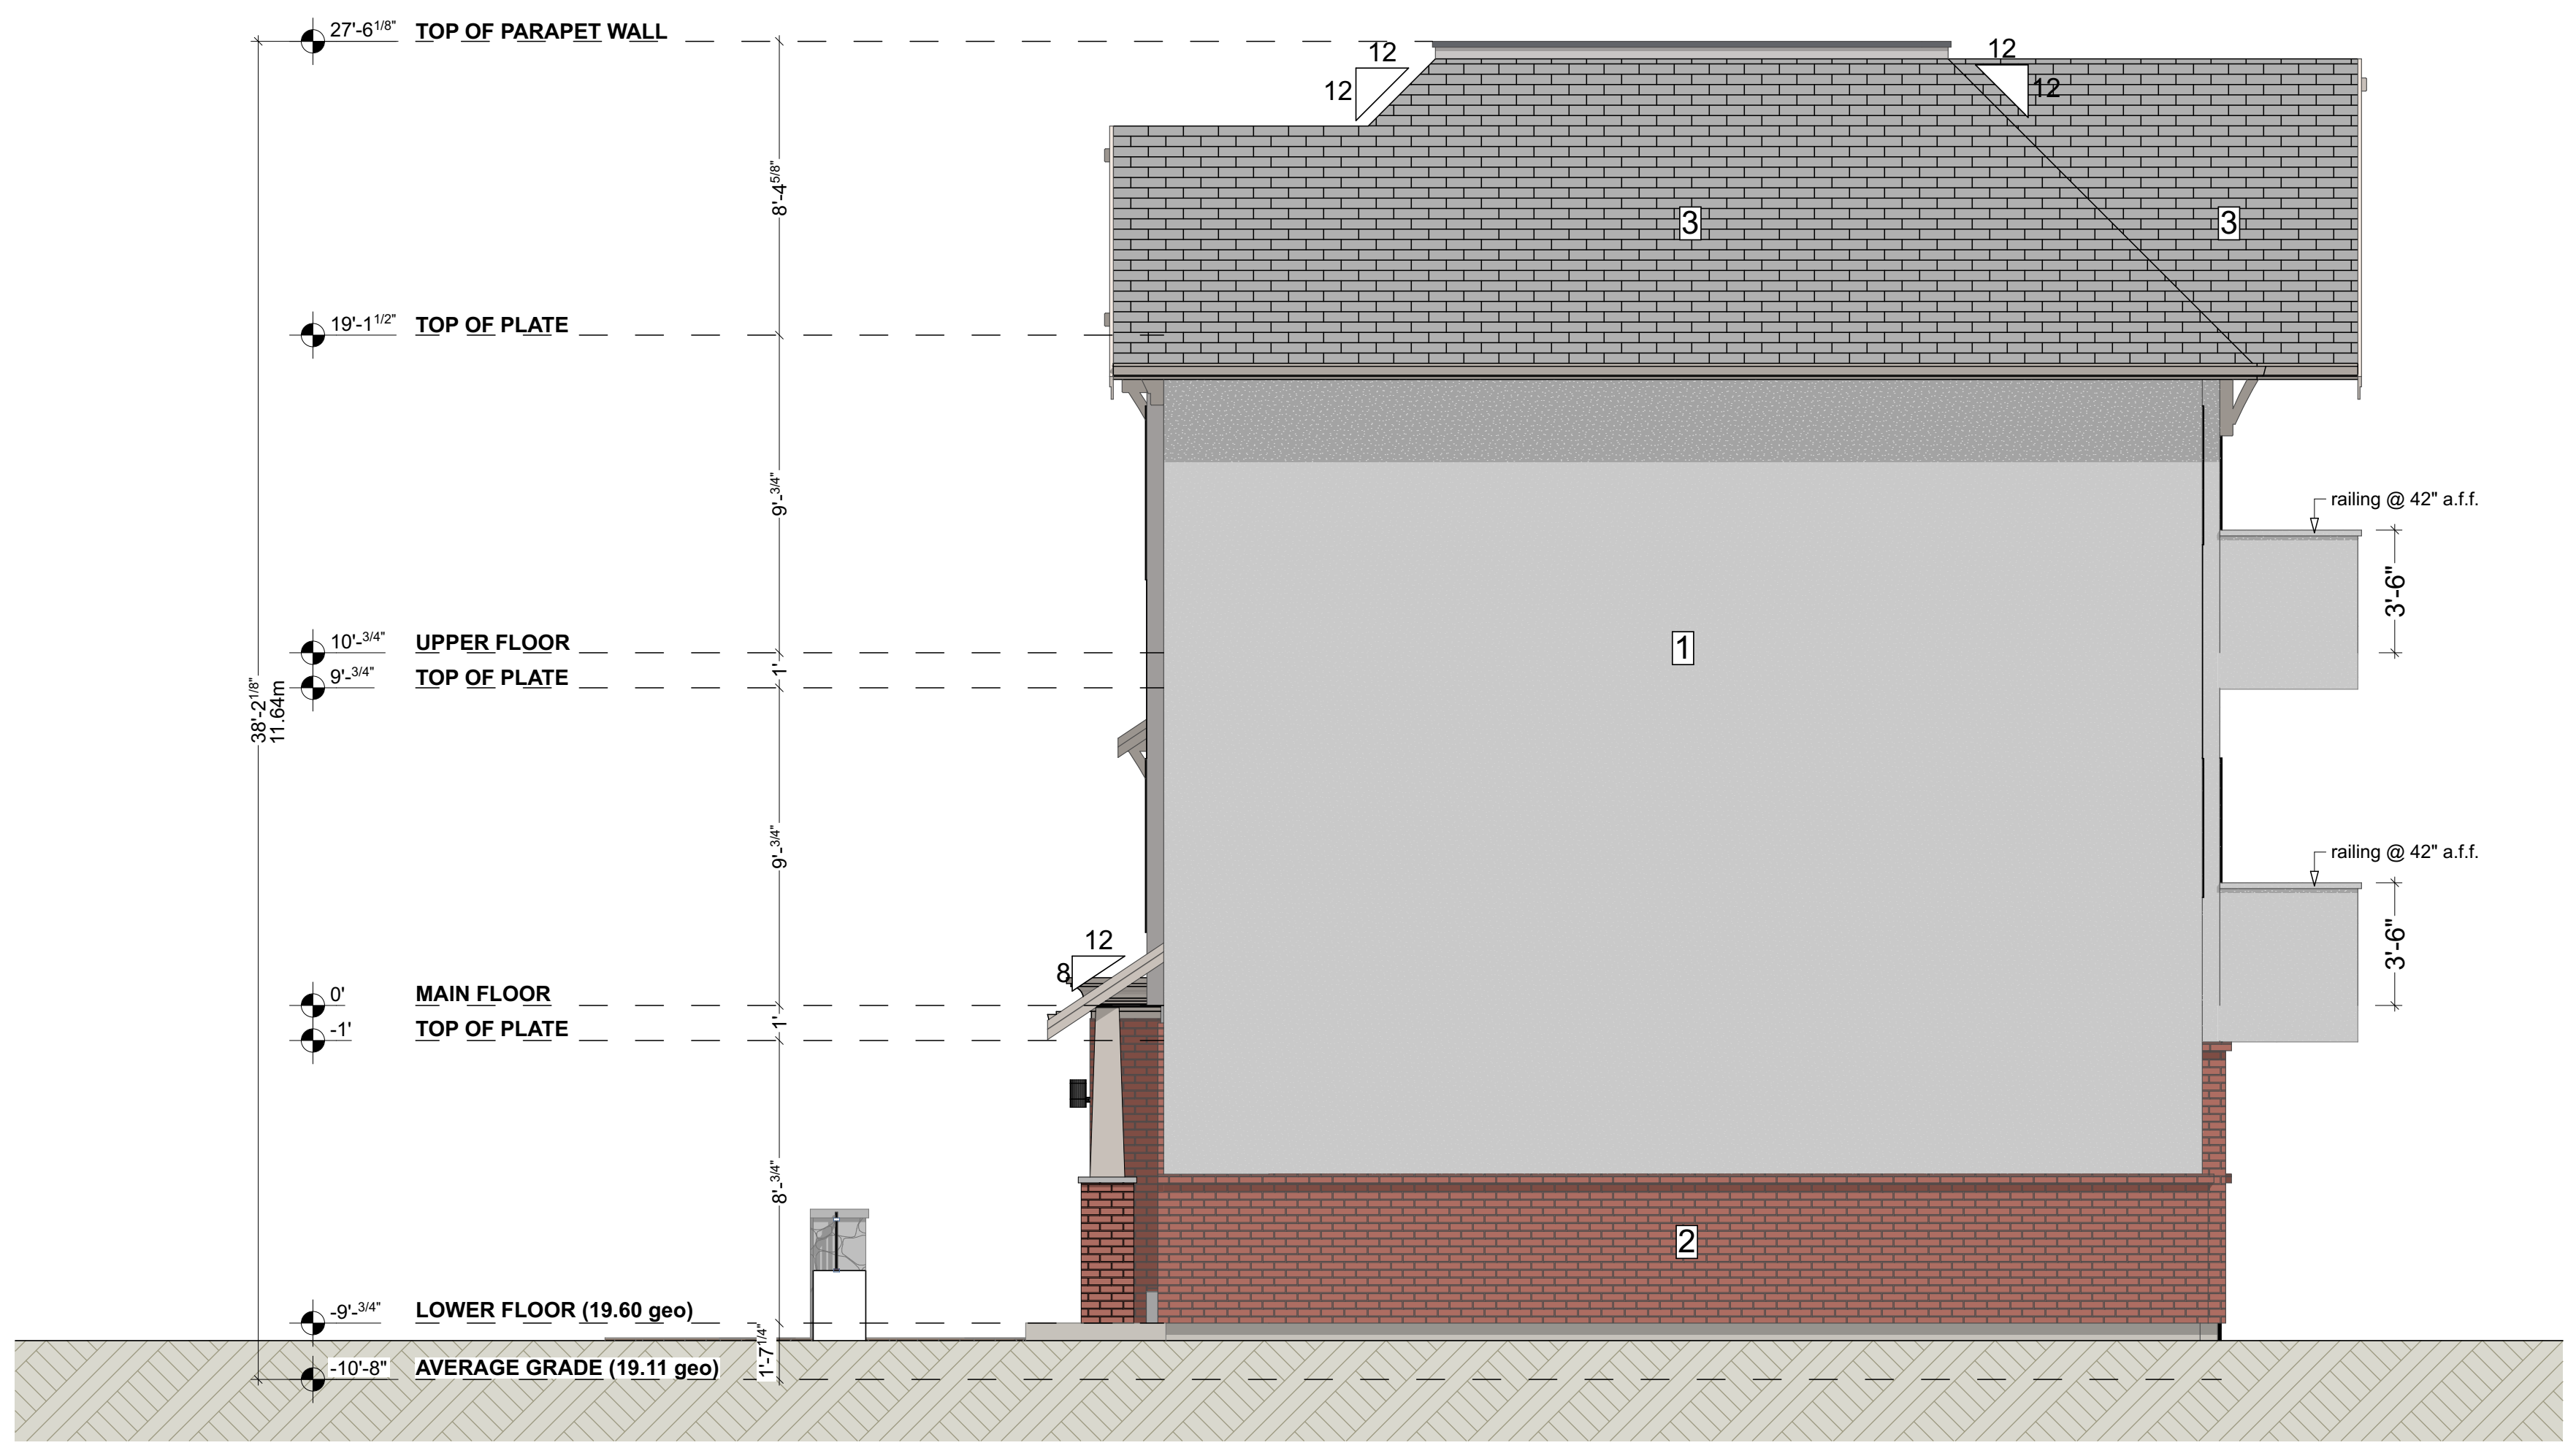 27'-6 1/8" TOP OF PARAPET WALL
12
12
12
12
8'-4 5/8"
3
3
19'-1 1/2" TOP OF PLATE
9'-3/4"
railing @ 42" a.f.f.
3'-6"
10'-3/4" UPPER FLOOR
1'
1
9'-3/4" TOP OF PLATE
38'-2 1/8"
11.64m
9'-3/4"
railing @ 42" a.f.f.
3'-6"
12
8
0' MAIN FLOOR
1'
-1' TOP OF PLATE
8'-3/4"
2
-9'-3/4" LOWER FLOOR (19.60 geo)
1'-7 1/4"
-10'-8" AVERAGE GRADE (19.11 geo)